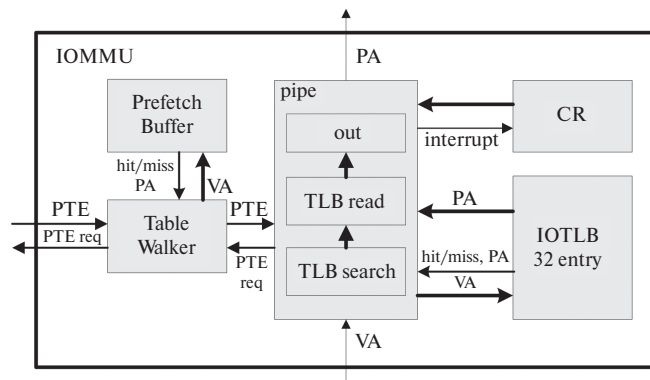 PA
IOMMU
Prefetch
Buffer
pipe
out
interrupt
CR
hit/miss
PA
VA
PTE
PTE req
Table
Walker
PTE
PTE
req
TLB read
TLB search
PA
hit/miss, PA
VA
IOTLB
32 entry
VA